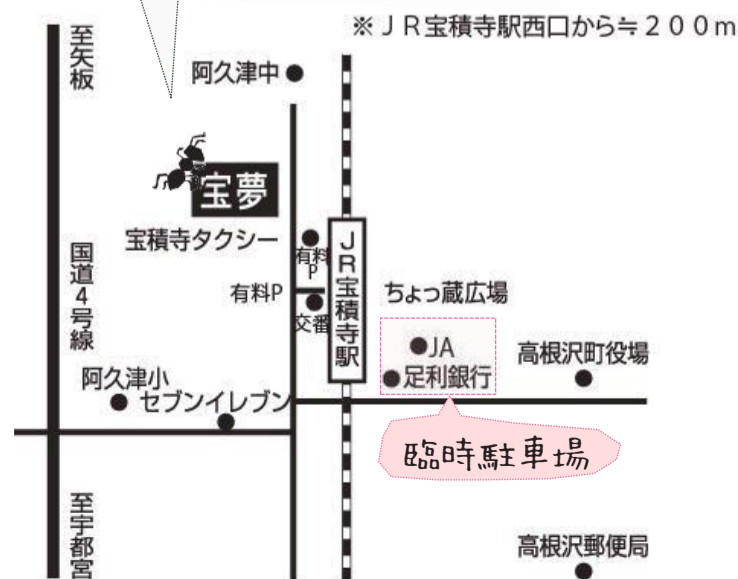 ※ＪＲ宝積寺駅西口から≒２００ｍ
至矢板
阿久津中
宝夢
宝積寺タクシー
有料
P
JR宝積寺駅
国道4号線
有料P
交番
ちょっ蔵広場
JA
足利銀行
高根沢町役場
阿久津小
セブンイレブン
臨時駐車場
至宇都宮
高根沢郵便局